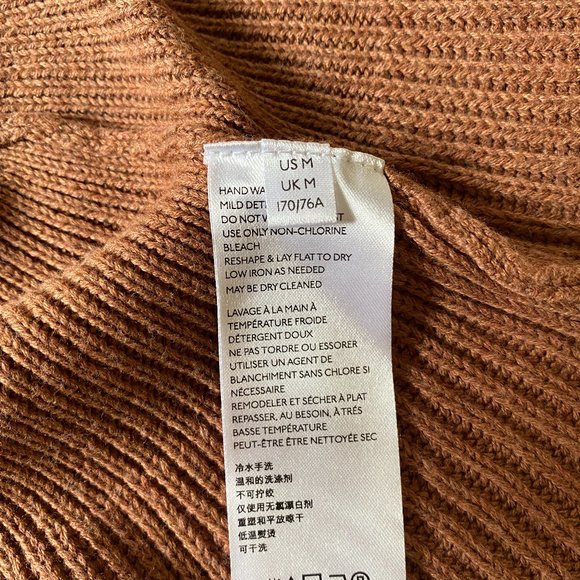 US M
UK M
170/76A
HAND WA
MILD DET
DO NOT W ST
USE ONLY NON-CHLORINE
BLEACH
RESHAPE & LAY FLAT TO DRY
LOW IRON AS NEEDED
MAY BE DRY CLEANED
LAVAGE À LA MAIN À
TEMPÉRATURE FROIDE
DÉTERGENT DOUX
NE PAS TORDRE OU ESSORER
UTILISER UN AGENT DE
BLANCHIMENT SANS CHLORE SI
NÉCESSAIRE
REMODELER ET SÉCHER À PLAT
REPASSER, AU BESOIN, À TRÉS
BASSE TEMPÉRATURE
PEUT-ÊTRE ÊTRE NETTOYÉE SEC
冷水手洗
温和的洗涤剂
不可拧绞
仅使用无氯漂白剂
重塑和平放晾干
低温熨烫
可干洗